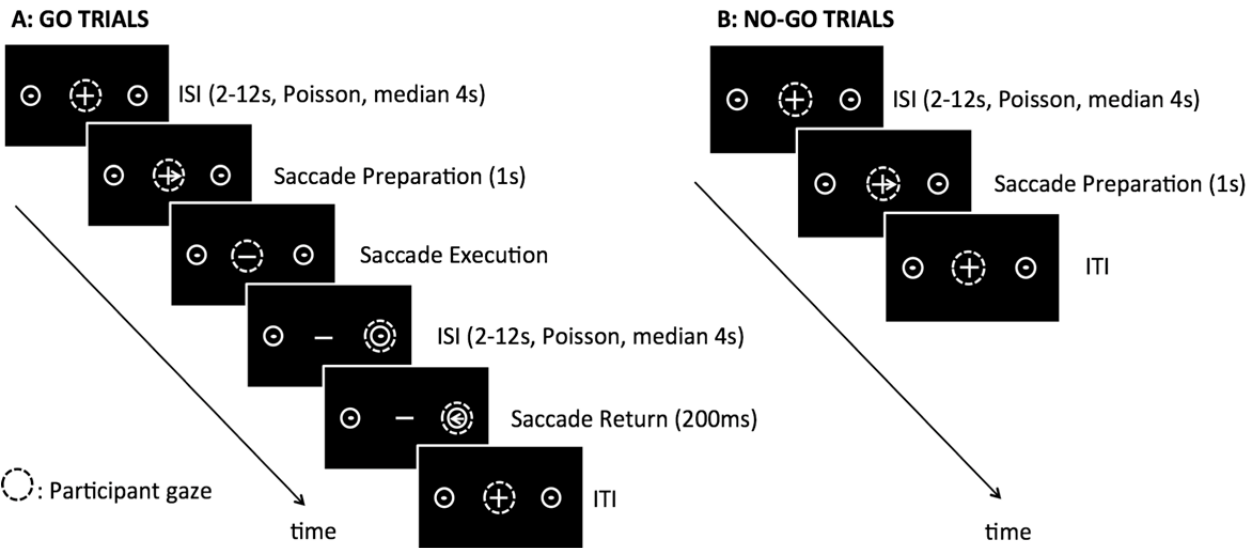 A: GO TRIALS
ISI (2-12s, Poisson, median 4s)
Saccade Preparation (1s)
Saccade Execution
ISI (2-12s, Poisson, median 4s)
Saccade Return (200ms)
ITI
: Participant gaze
time
B: NO-GO TRIALS
ISI (2-12s, Poisson, median 4s)
Saccade Preparation (1s)
ITI
time